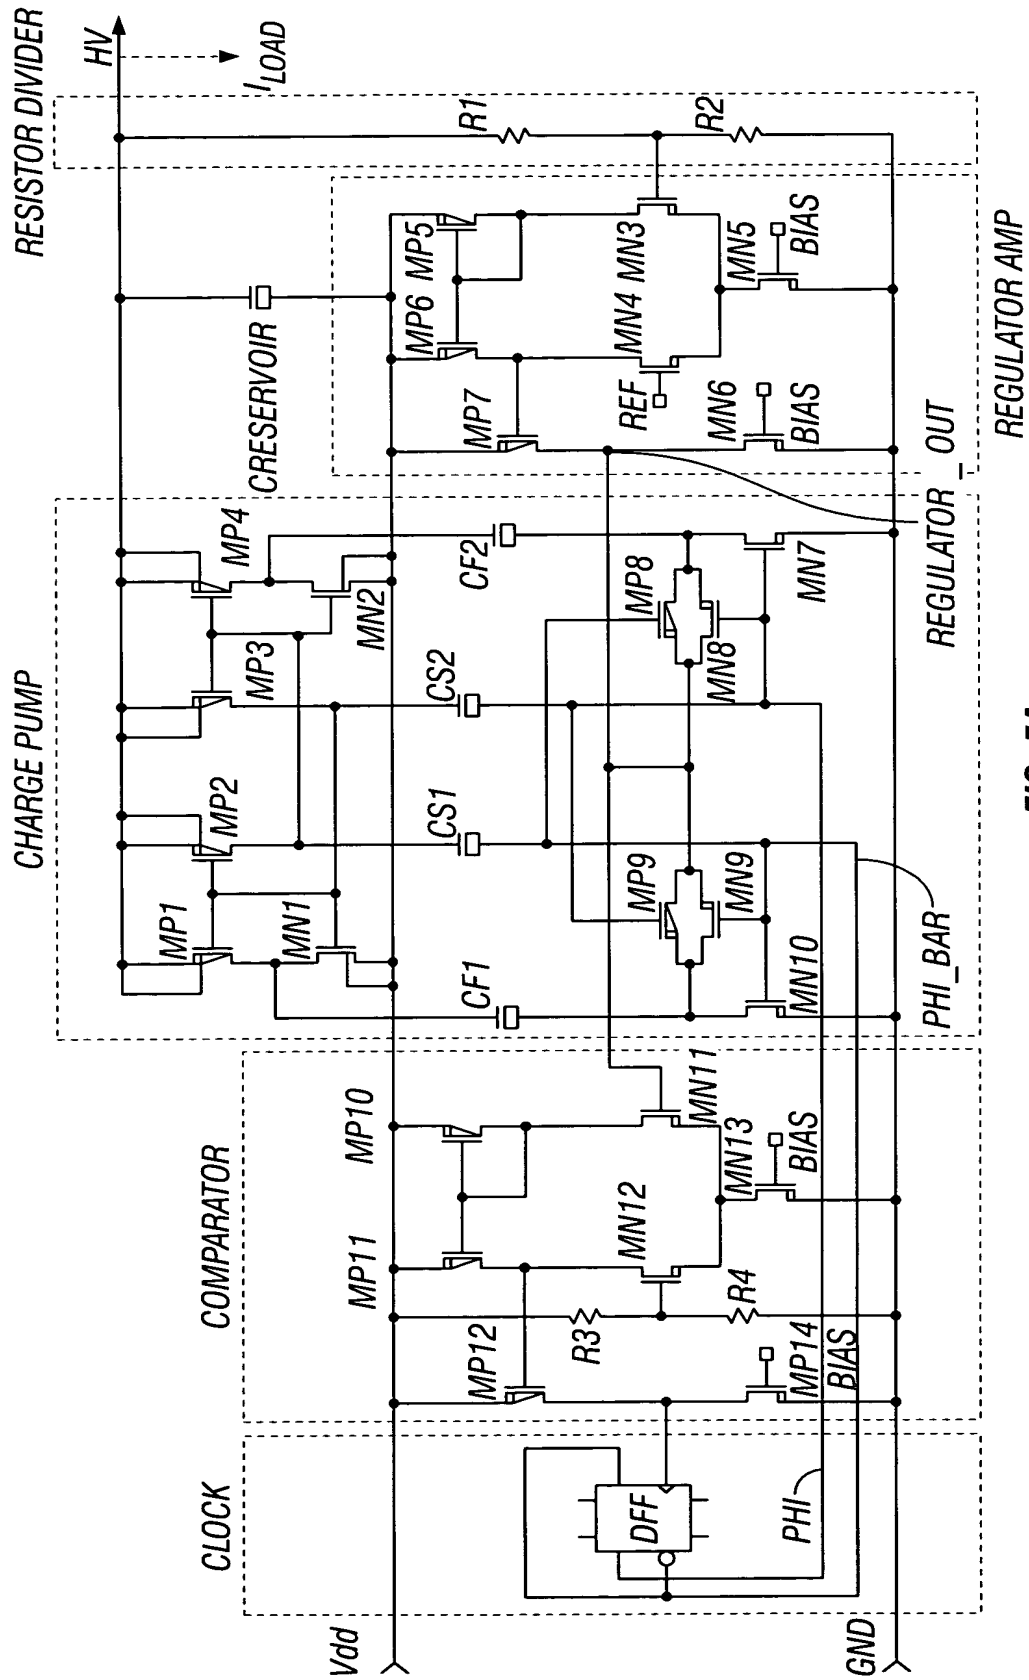 Vdd
GND
CLOCK
DFF
PHI
COMPARATOR
MP12
MP11
MP10
R3
R4
MN12
MN11
MN13
BIAS
MP14
BIAS
CHARGE PUMP
MP1
MP2
MP3
MP4
MN1
MN2
CF1
CS1
CS2
CF2
MP9
MN9
MP8
MN8
MN10
MN7
PHI_BAR
REGULATOR_OUT
CRESERVOIR
MP7
MP6
MP5
REF
MN4
MN3
MN6
BIAS
MN5
BIAS
REGULATOR AMP
RESISTOR DIVIDER
R1
R2
HV
ILOAD